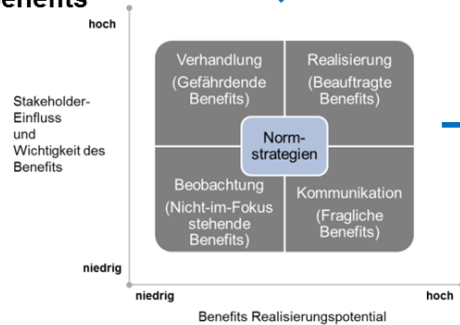 hoch
Stakeholder-
Einfluss
und
Wichtigkeit des
Benefits
Verhandlung
(Gefährdende
Benefits)
Realisierung
(Beauftragte
Benefits)
Norm-
strategien
Beobachtung
(Nicht-im-Fokus
stehende
Benefits)
Kommunikation
(Fragliche
Benefits)
niedrig
niedrig
hoch
Benefits Realisierungspotential